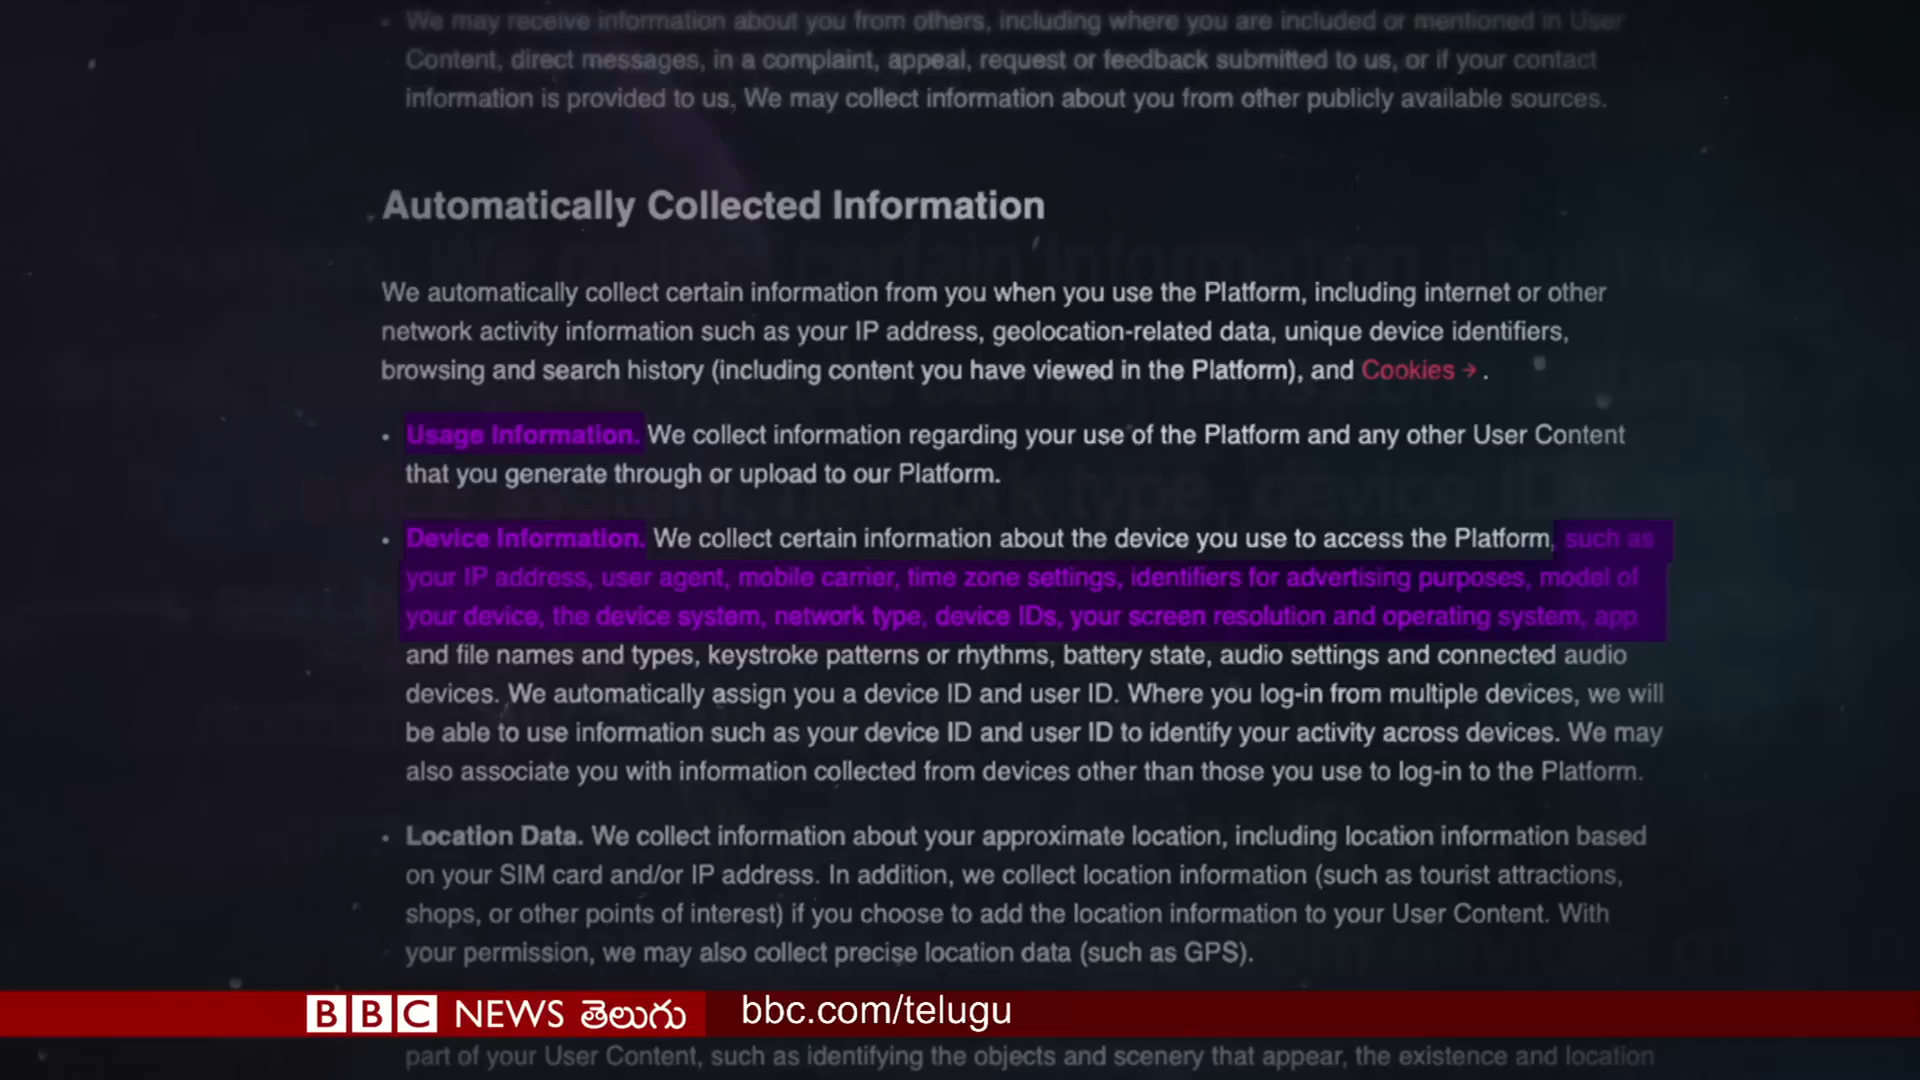 • We may receive information about you from others, including where you are included or mentioned in User
Content, direct messages, in a complaint, appeal, request or feedback submitted to us, or if your contact
information is provided to us, We may collect information about you from other publicly available sources.
Automatically Collected Information
We automatically collect certain information from you when you use the Platform, including internet or other
network activity information such as your IP address, geolocation-related data, unique device identifiers,
browsing and search history (including content you have viewed in the Platform), and Cookies → .
• Usage Information. We collect information regarding your use of the Platform and any other User Content
that you generate through or upload to our Platform.
• Device Information. We collect certain information about the device you use to access the Platform, such as
your IP address, user agent, mobile carrier, time zone settings, identifiers for advertising purposes, model of
your device, the device system, network type, device IDs, your screen resolution and operating system, app
and file names and types, keystroke patterns or rhythms, battery state, audio settings and connected audio
devices. We automatically assign you a device ID and user ID. Where you log-in from multiple devices, we will
be able to use information such as your device ID and user ID to identify your activity across devices. We may
also associate you with information collected from devices other than those you use to log-in to the Platform.
• Location Data. We collect information about your approximate location, including location information based
on your SIM card and/or IP address. In addition, we collect location information (such as tourist attractions,
shops, or other points of interest) if you choose to add the location information to your User Content. With
your permission, we may also collect precise location data (such as GPS).
BBC NEWS తెలుగు bbc.com/telugu
part of your User Content, such as identifying the objects and scenery that appear, the existence and location